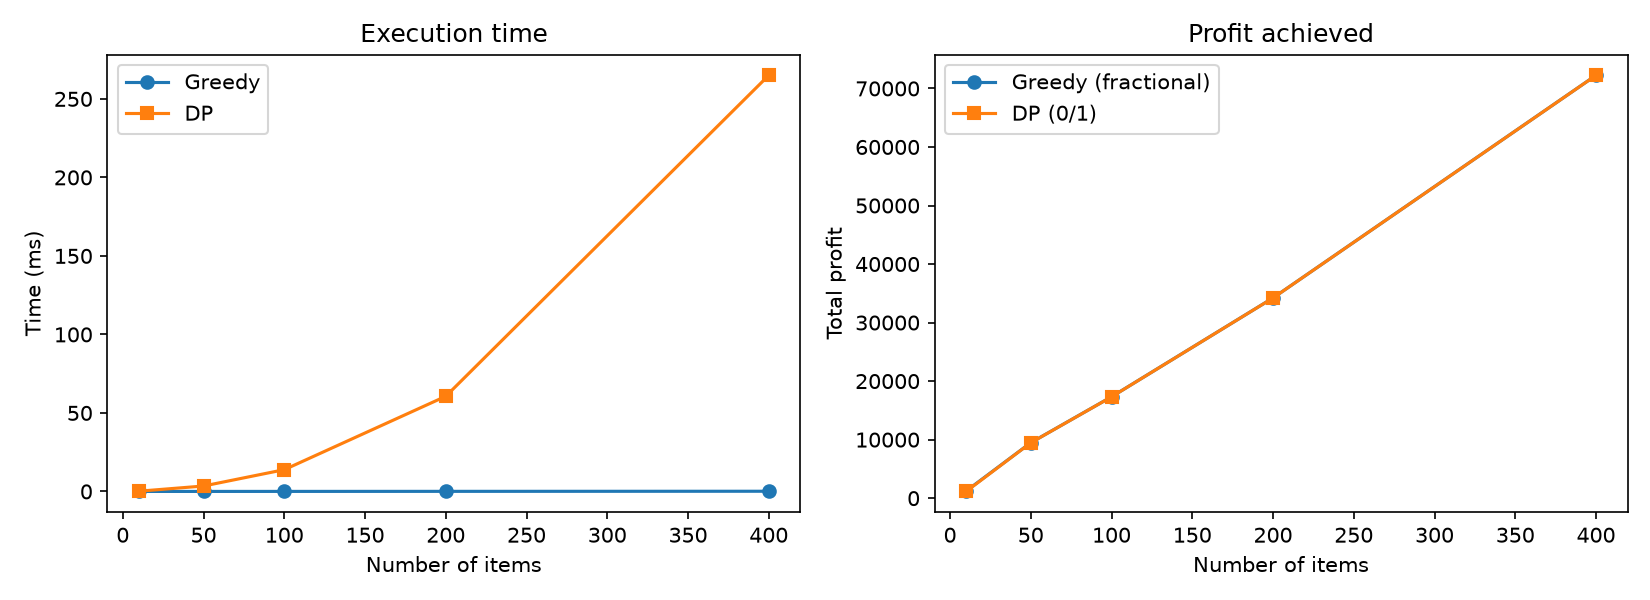 Execution time
Greedy
DP
Time (ms)
250
200
150
100
50
0
0 50 100 150 200 250 300 350 400
Number of items
Profit achieved
Greedy (fractional)
DP (0/1)
Total profit
70000
60000
50000
40000
30000
20000
10000
0
0 50 100 150 200 250 300 350 400
Number of items